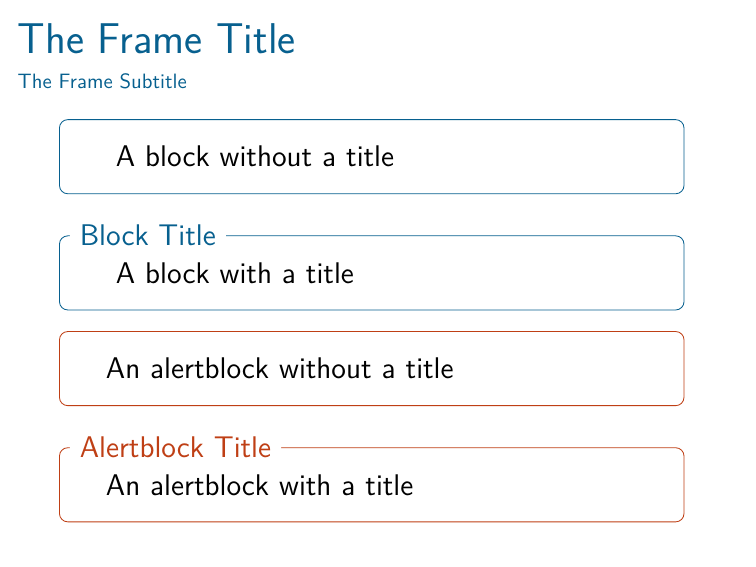 The Frame Title
The Frame Subtitle
A block without a title
Block Title
A block with a title
An alertblock without a title
Alertblock Title
An alertblock with a title